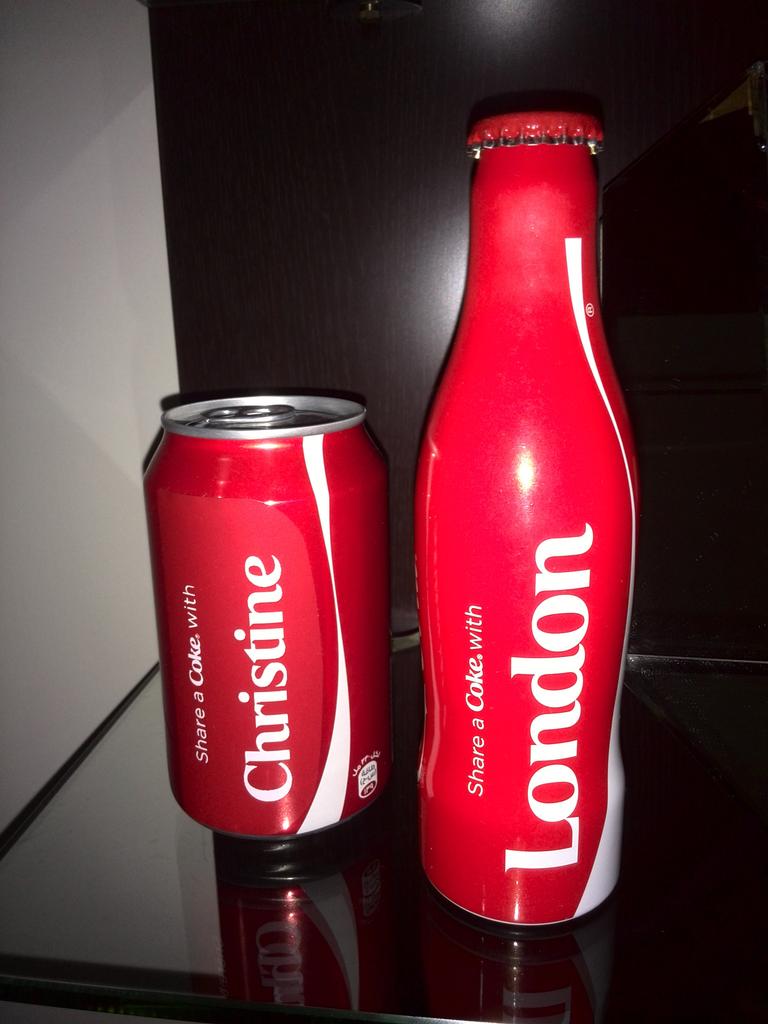 Share a Coke® with
Christine
Share a Coke® with
London
®